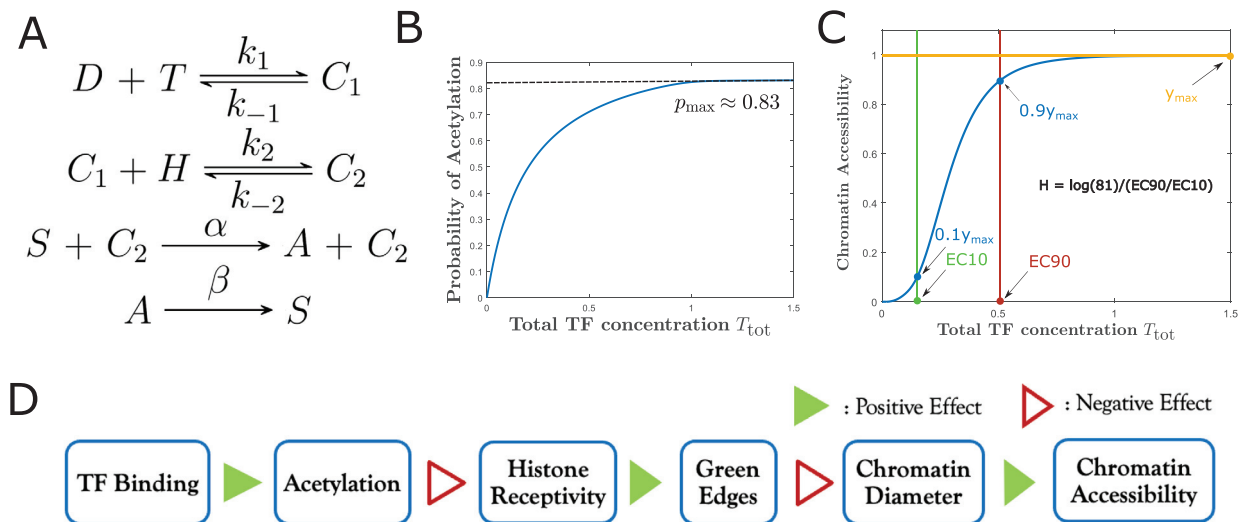 A
D + T k₁ k₋₁ C₁
C₁ + H k₂ k₋₂ C₂
S + C₂ α A + C₂
A β S
B
Probability of Acetylation
0.9
0.8
0.7
0.6
0.5
0.4
0.3
0.2
0.1
0
pmax ≈ 0.83
0 0.5 1 1.5
Total TF concentration Ttot
C
Chromatin Accessibility
1
0.8
0.6
0.4
0.2
0
ymax
0.9ymax
H = log(81)/(EC90/EC10)
0.1ymax
EC10
EC90
0 0.5 1 1.5
Total TF concentration Ttot
D
: Positive Effect
: Negative Effect
TF Binding
Acetylation
Histone
Receptivity
Green
Edges
Chromatin
Diameter
Chromatin
Accessibility